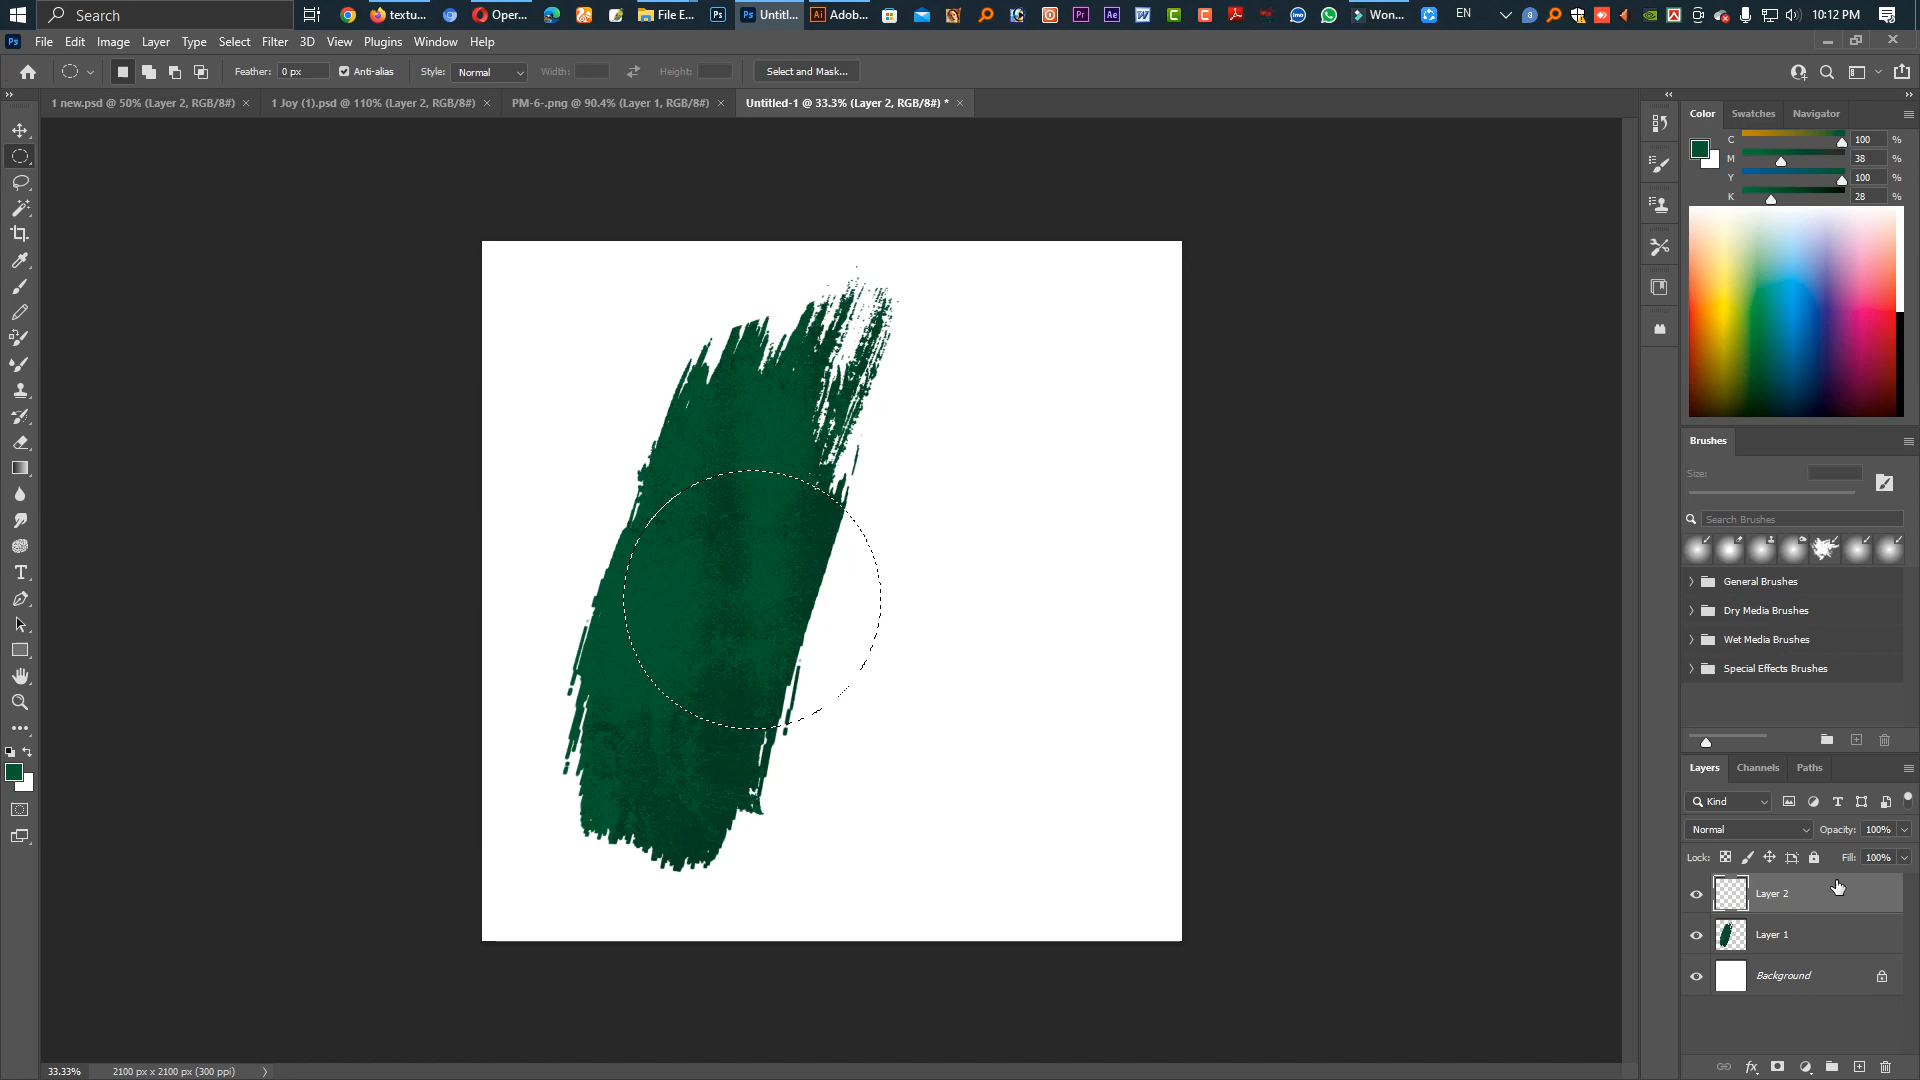 Search
textu...
Oper...
File E...
Untitl...
Adob...
Won...
EN
10:12 PM
File Edit Image Layer Type Select Filter 3D View Plugins Window Help
Feather: 0 px
Anti-alias
Style: Normal
Width:
Height:
Select and Mask...
1 new.psd @ 50% (Layer 2, RGB/8#) ×
1 Joy (1).psd @ 110% (Layer 2, RGB/8#) ×
PM-6-.png @ 90.4% (Layer 1, RGB/8#) ×
Untitled-1 @ 33.3% (Layer 2, RGB/8#) * ×
Color Swatches Navigator
C 100 %
M 38 %
Y 100 %
K 28 %
Brushes
Size:
Search Brushes
General Brushes
Dry Media Brushes
Wet Media Brushes
Special Effects Brushes
Layers Channels Paths
Kind
Normal Opacity: 100%
Lock: Fill: 100%
Layer 2
Layer 1
Background
33.33% 2100 px x 2100 px (300 ppi)